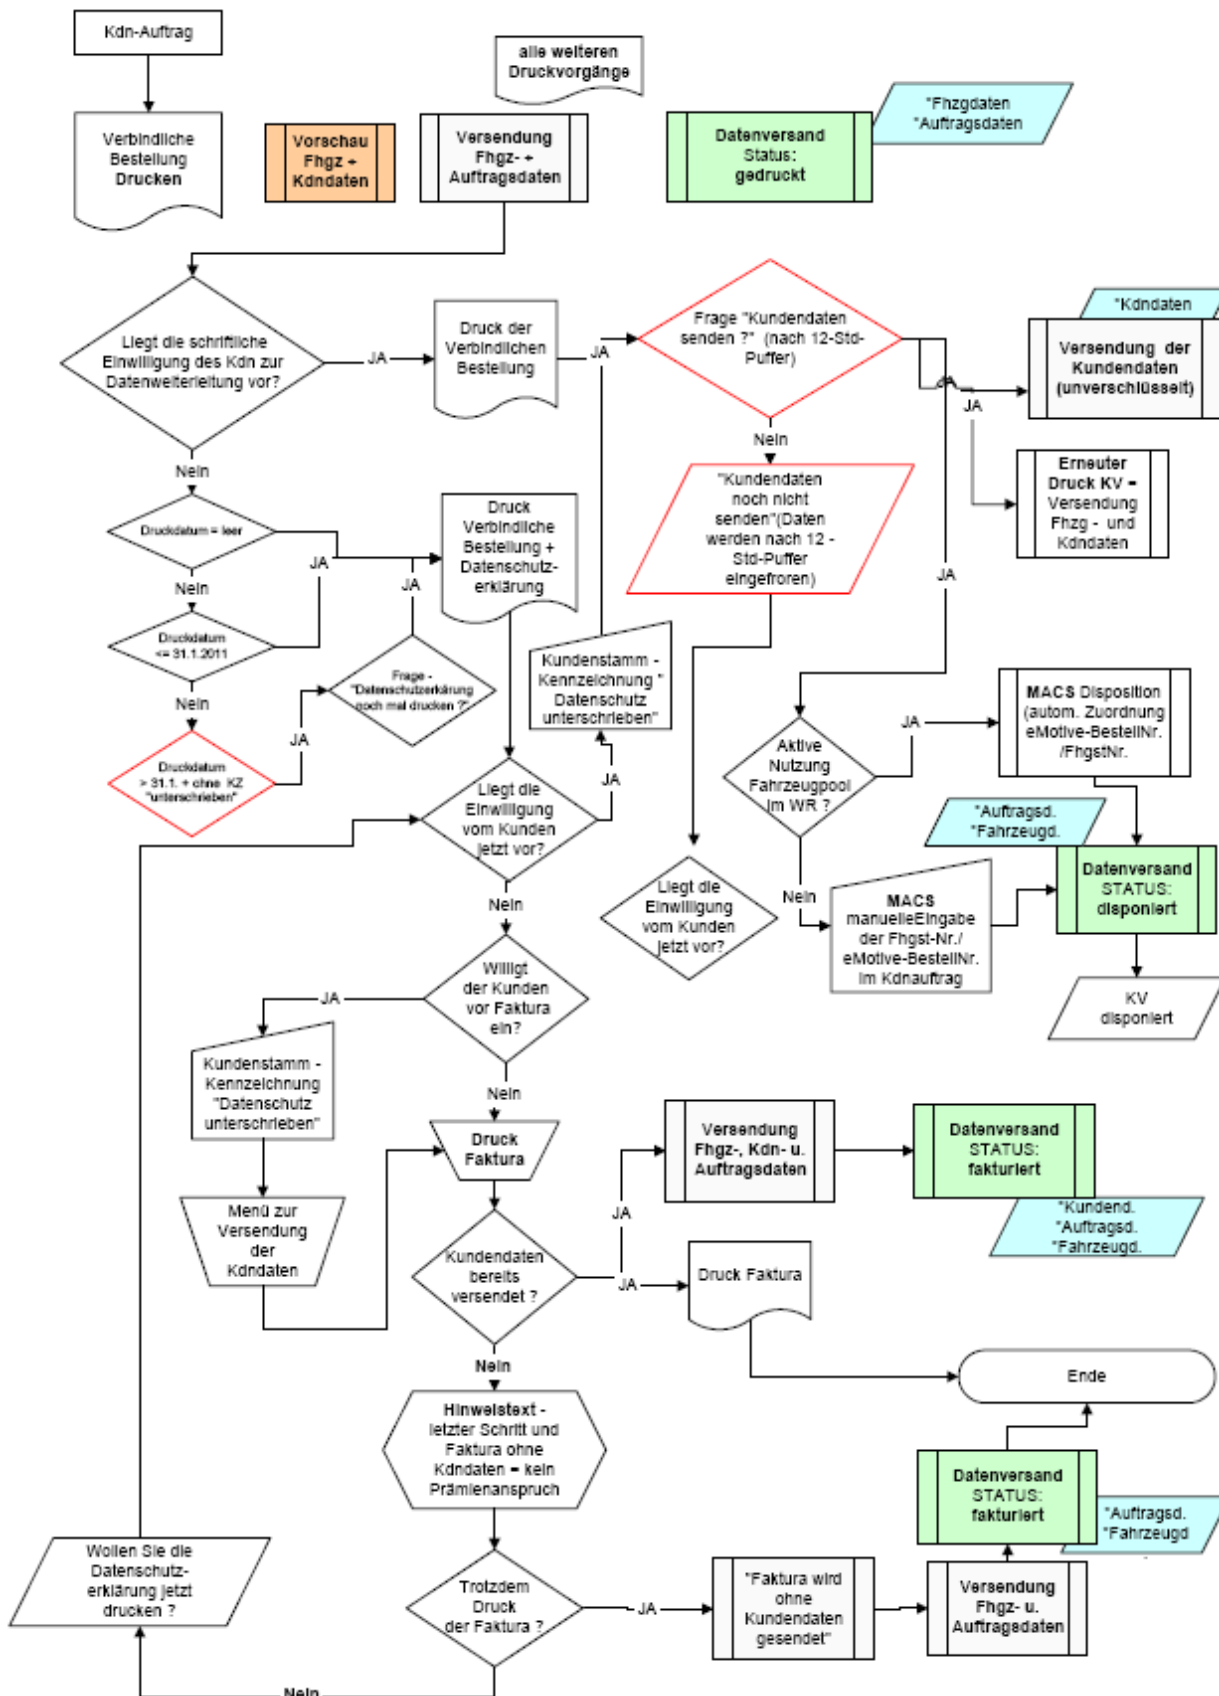 Kdn-Auftrag
alle weiteren
Druckvorgänge
"Fhzgdaten
"Auftragsdaten
Verbindliche
Bestellung
Drucken
Vorschau
Fhgz +
Kdndaten
Versendung
Fhgz- +
Auftragsdaten
Datenversand
Status:
gedruckt
Liegt die schriftliche
Einwilligung des Kdn zur
Datenweiterleitung vor?
JA
Druck der
Verbindlichen
Bestellung
JA
Frage "Kundendaten
senden ?" (nach 12-Std-
Puffer)
JA
JA
JA
"Kdndaten
Versendung der
Kundendaten
(unverschlüsselt)
Erneuter
Druck KV =
Versendung
Fhzg - und
Kdndaten
Nein
Nein
"Kundendaten
noch nicht
senden"(Daten
werden nach 12 -
Std-Puffer
eingefroren)
Druckdatum = leer
JA
JA
Druck
Verbindliche
Bestellung +
Datenschutz-
erklärung
JA
Nein
Druckdatum
<= 31.1.2011
Nein
Frage -
"Datenschutzerkärung
noch mal drucken ?"
JA
Druckdatum
> 31.1. + ohne KZ
"unterschrieben"
Kundenstamm -
Kennzeichnung "
Datenschutz
unterschrieben"
JA
Liegt die
Einwilligung
vom Kunden
jetzt vor?
Aktive
Nutzung
Fahrzeugpool
im WR ?
JA
MACS Disposition
(autom. Zuordnung
eMotive-BestellNr.
/FhgstNr.
"Auftragsd.
"Fahrzeugd.
Nein
Liegt die
Einwilligung
vom Kunden
jetzt vor?
MACS
manuelleEingabe
der Fhgst-Nr./
eMotive-BestellNr.
im Kdnauftrag
Datenversand
STATUS:
disponiert
KV
disponiert
Nein
Willigt
der Kunden
vor Faktura
ein?
JA
Kundenstamm -
Kennzeichnung
"Datenschutz
unterschrieben"
Nein
Druck
Faktura
Menü zur
Versendung
der
Kdndaten
Versendung
Fhgz-, Kdn- u.
Auftragsdaten
Datenversand
STATUS:
fakturiert
"Kundend.
"Auftragsd.
"Fahrzeugd.
JA
Kundendaten
bereits
versendet ?
JA
Druck Faktura
Nein
Ende
Hinweistext -
letzter Schritt und
Faktura ohne
Kdndaten = kein
Prämienanspruch
Datenversand
STATUS:
fakturiert
"Auftragsd.
"Fahrzeugd
Wollen Sie die
Datenschutz-
erklärung jetzt
drucken ?
Trotzdem
Druck
der Faktura ?
JA
"Faktura wird
ohne
Kundendaten
gesendet"
Versendung
Fhgz- u.
Auftragsdaten
Nein